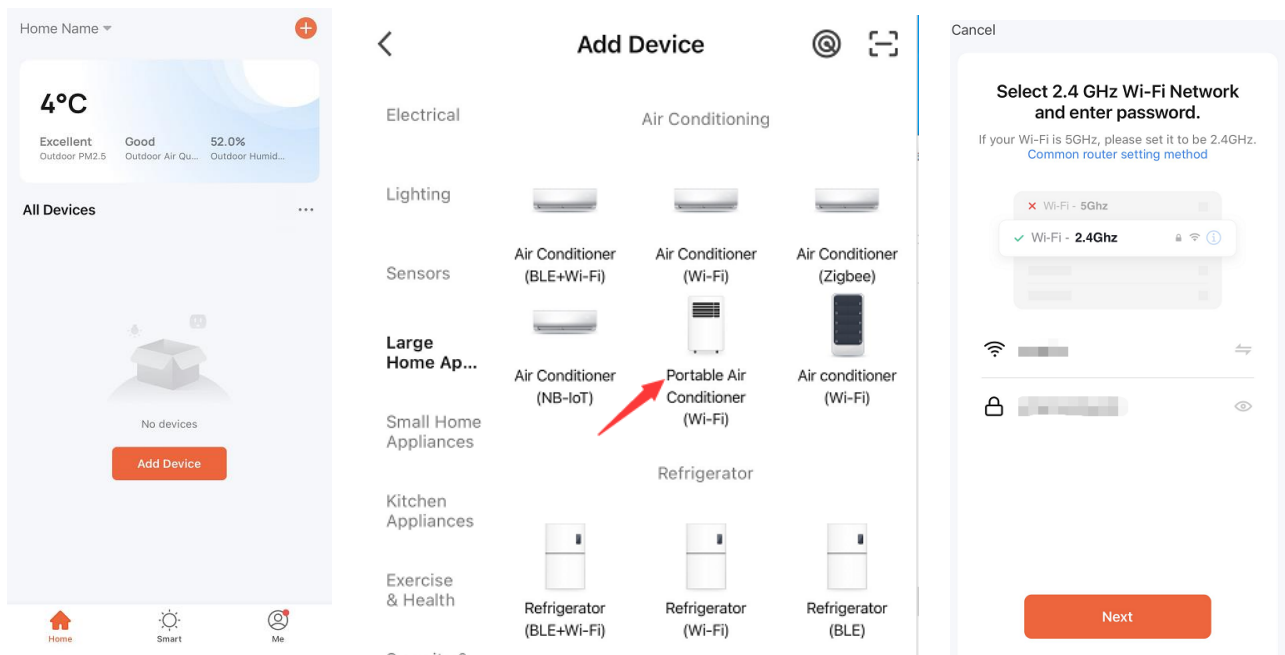 Home Name
4°C
Excellent
Outdoor PM2.5
Good
Outdoor Air Qu...
52.0%
Outdoor Humid...
All Devices
No devices
Add Device
Home
Smart
Me
Add Device
Electrical
Lighting
Sensors
Large
Home Ap...
Small Home
Appliances
Kitchen
Appliances
Exercise
& Health
Air Conditioning
Air Conditioner
(BLE+Wi-Fi)
Air Conditioner
(Wi-Fi)
Air Conditioner
(Zigbee)
Air Conditioner
(NB-IoT)
Portable Air
Conditioner
(Wi-Fi)
Air conditioner
(Wi-Fi)
Refrigerator
Refrigerator
(BLE+Wi-Fi)
Refrigerator
(Wi-Fi)
Refrigerator
(BLE)
Cancel
Select 2.4 GHz Wi-Fi Network
and enter password.
If your Wi-Fi is 5GHz, please set it to be 2.4GHz.
Common router setting method
Wi-Fi - 5Ghz
Wi-Fi - 2.4Ghz
Next